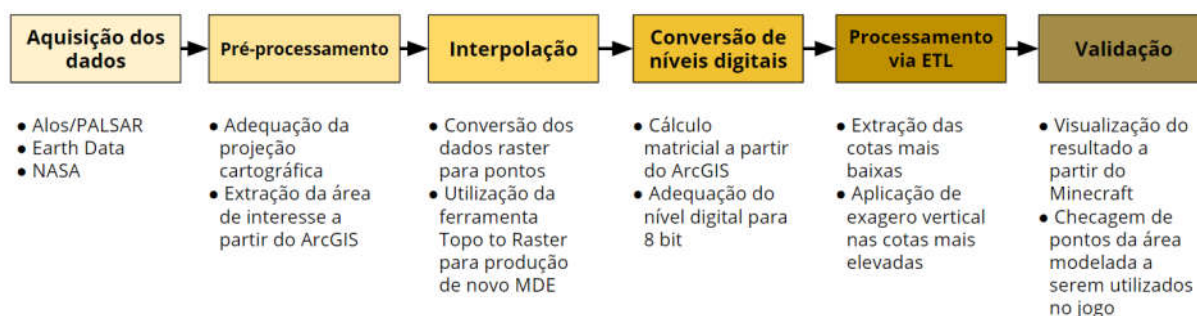 Aquisição dos
dados
Pré-processamento
Interpolação
Conversão de
níveis digitais
Processamento
via ETL
Validação
● Alos/PALSAR
● Earth Data
● NASA
● Adequação da
projeção
cartográfica
● Extração da área
de interesse a
partir do ArcGIS
● Conversão dos
dados raster
para pontos
● Utilização da
ferramenta
Topo to Raster
para produção
de novo MDE
● Cálculo
matricial a partir
do ArcGIS
● Adequação do
nível digital para
8 bit
● Extração das
cotas mais
baixas
● Aplicação de
exagero vertical
nas cotas mais
elevadas
● Visualização do
resultado a
partir do
Minecraft
● Checagem de
pontos da área
modelada a
serem utilizados
no jogo